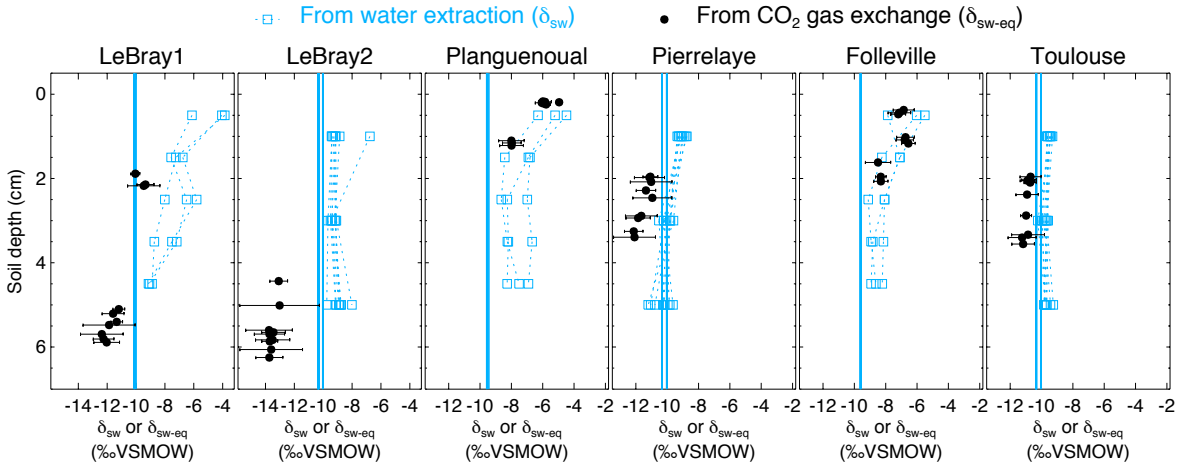 From water extraction (δsw) From CO2 gas exchange (δsw-eq)
LeBray1 LeBray2 Planguenoual Pierrelaye Folleville Toulouse
Soil depth (cm)
0
2
4
6
-14 -12 -10 -8 -6 -4 -14 -12 -10 -8 -6 -4 -12 -10 -8 -6 -4 -2 -12 -10 -8 -6 -4 -2 -10 -8 -6 -4 -2 -12 -10 -8 -6 -4 -2
δsw or δsw-eq δsw or δsw-eq δsw or δsw-eq δsw or δsw-eq δsw or δsw-eq δsw or δsw-eq
(‰VSMOW) (‰VSMOW) (‰VSMOW) (‰VSMOW) (‰VSMOW) (‰VSMOW)